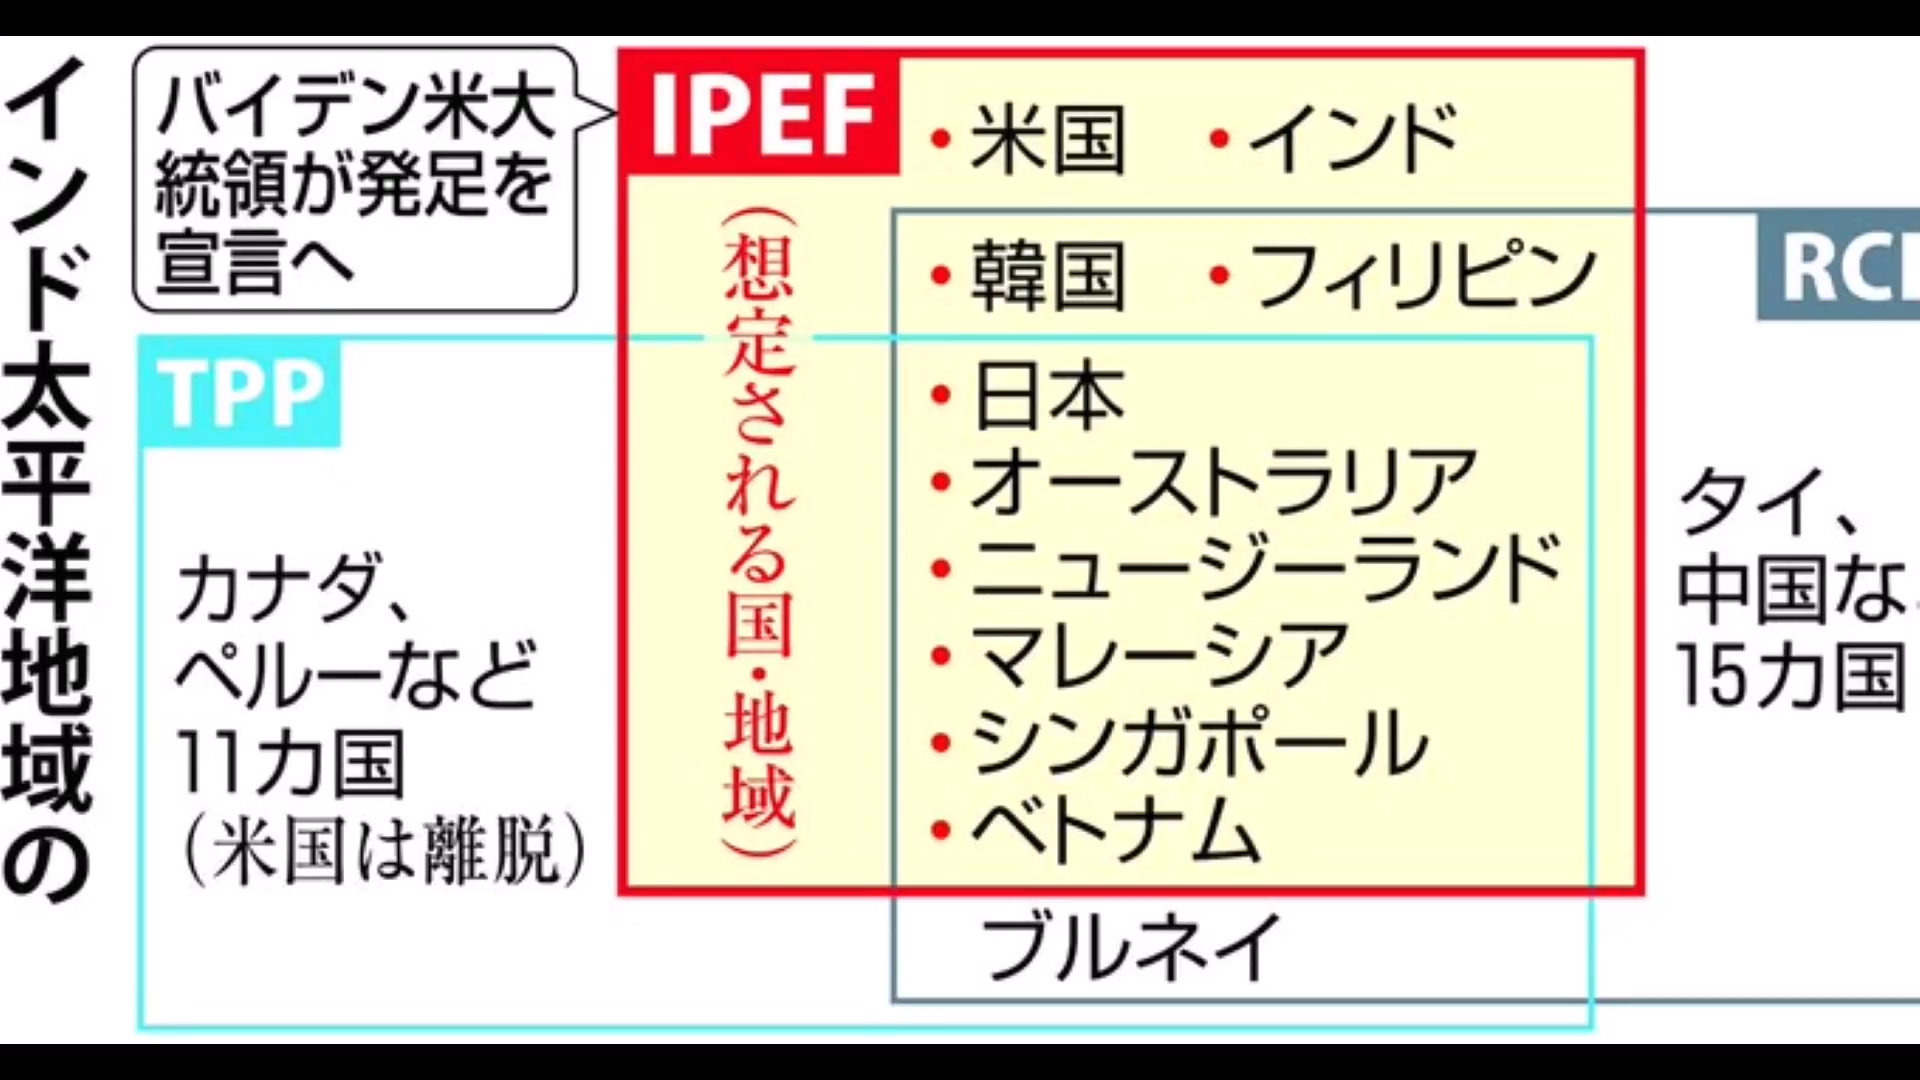 インド太平洋地域の
バイデン米大
統領が発足を
宣言へ
IPEF
(想定される国・地域)
・米国 ・インド
・韓国 ・フィリピン
・日本
・オーストラリア
・ニュージーランド
・マレーシア
・シンガポール
・ベトナム
ブルネイ
TPP
カナダ、
ペルーなど
11カ国
(米国は離脱)
RC
タイ、
中国な
15カ国